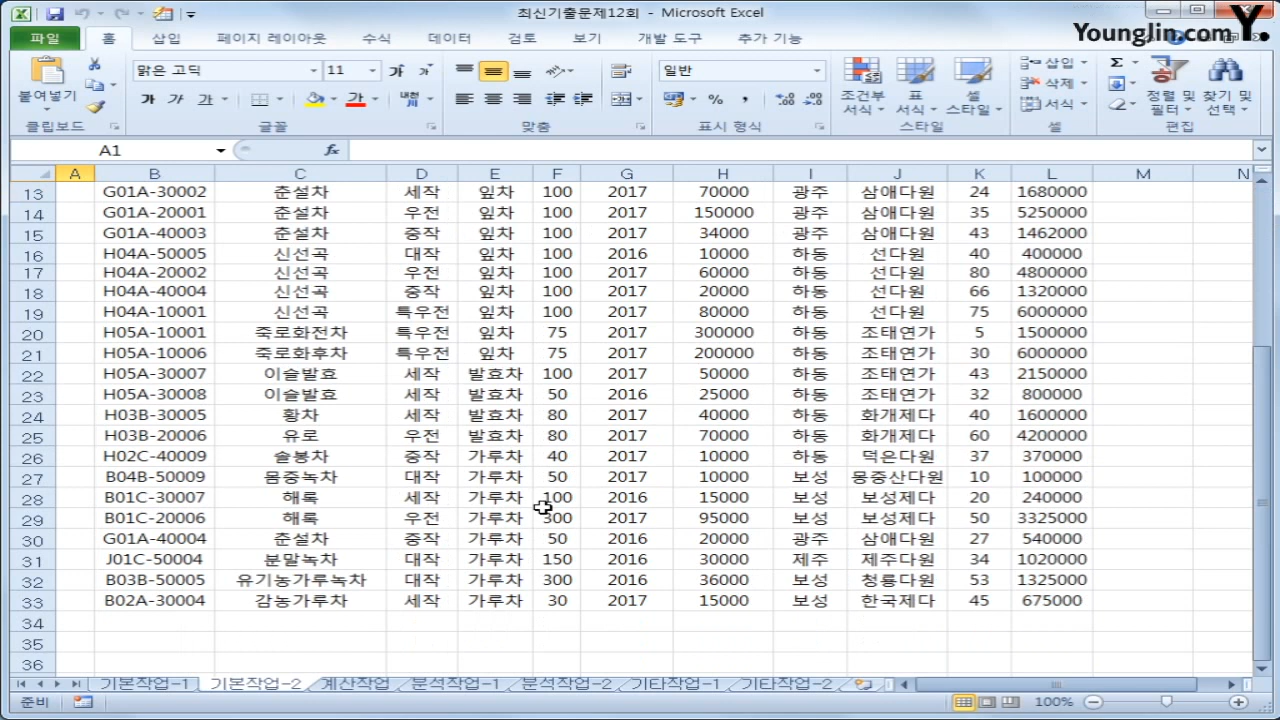 최신기출문제12회 - Microsoft Excel
Younglin.com Y.
파일 홈 삽입 페이지 레이아웃 수식 데이터 검토 보기 개발 도구 추가 기능
붙여넣기 맑은 고딕 11 가 가 일반 조건부 서식 표 서식 셀 스타일 삽입 삭제 서식 Σ 정렬 및 필터 찾기 및 선택
가 가 가 가 내천 % ,
클립보드 글꼴 맞춤 표시 형식 스타일 셀 편집
A1 fx
A B C D E F G H I J K L M N
13 G01A-30002 춘설차 세작 잎차 100 2017 70000 광주 삼애다원 24 1680000
14 G01A-20001 춘설차 우전 잎차 100 2017 150000 광주 삼애다원 35 5250000
15 G01A-40003 춘설차 중작 잎차 100 2017 34000 광주 삼애다원 43 1462000
16 H04A-50005 신선곡 대작 잎차 100 2016 10000 하동 선다원 40 400000
17 H04A-20002 신선곡 우전 잎차 100 2017 60000 하동 선다원 80 4800000
18 H04A-40004 신선곡 중작 잎차 100 2017 20000 하동 선다원 66 1320000
19 H04A-10001 신선곡 특우전 잎차 100 2017 80000 하동 선다원 75 6000000
20 H05A-10001 죽로화전차 특우전 잎차 75 2017 300000 하동 조태연가 5 1500000
21 H05A-10006 죽로화후차 특우전 잎차 75 2017 200000 하동 조태연가 30 6000000
22 H05A-30007 이슬발효 세작 발효차 100 2017 50000 하동 조태연가 43 2150000
23 H05A-30008 이슬발효 세작 발효차 50 2016 25000 하동 조태연가 32 800000
24 H03B-30005 황차 세작 발효차 80 2017 40000 하동 화개제다 40 1600000
25 H03B-20006 유로 우전 발효차 80 2017 70000 하동 화개제다 60 4200000
26 H02C-40009 솔봉차 중작 가루차 40 2017 10000 하동 덕은다원 37 370000
27 B04B-50009 몸중녹차 대작 가루차 50 2017 10000 보성 몽중산다원 10 100000
28 B01C-30007 해록 세작 가루차 100 2016 15000 보성 보성제다 20 240000
29 B01C-20006 해록 우전 가루차 300 2017 95000 보성 보성제다 50 3325000
30 G01A-40004 춘설차 중작 가루차 50 2016 20000 광주 삼애다원 27 540000
31 J01C-50004 분말녹차 대작 가루차 150 2016 30000 제주 제주다원 34 1020000
32 B03B-50005 유기농가루녹차 대작 가루차 300 2016 36000 보성 청룡다원 53 1325000
33 B02A-30004 감농가루차 세작 가루차 30 2017 15000 보성 한국제다 45 675000
34
35
36
기본작업-1 기본작업-2 계산작업 분석작업-1 분석작업-2 기타작업-1 기타작업-2
준비 100%